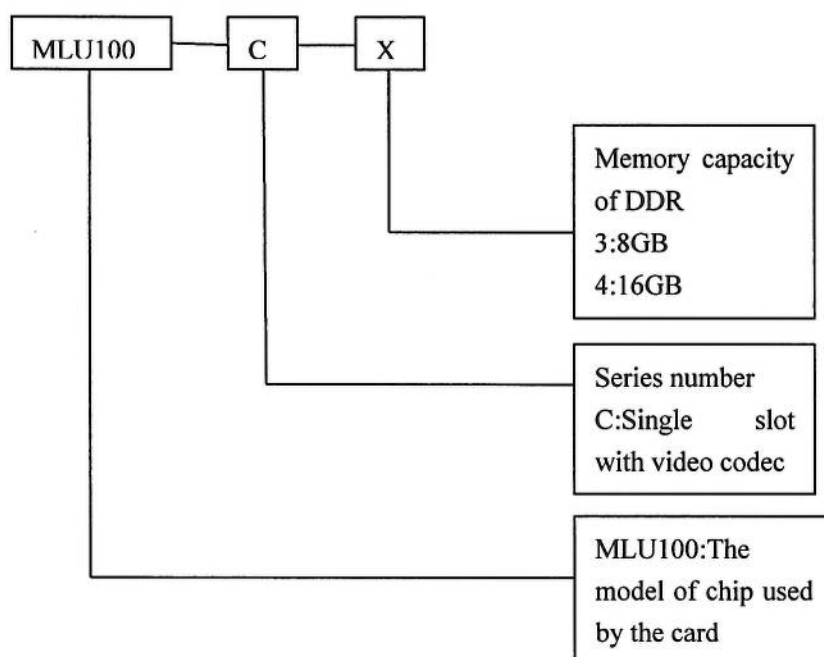 MLU100 C X
Memory capacity
of DDR
3:8GB
4:16GB
Series number
C:Single slot
with video codec
MLU100:The
model of chip used
by the card